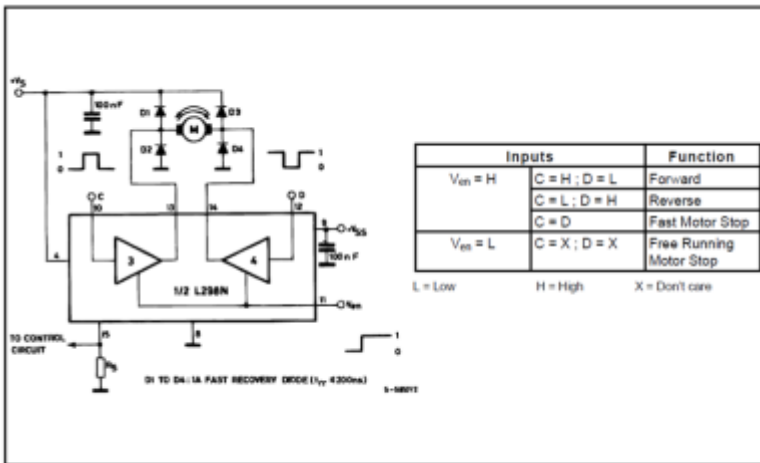 +VS
100nF
D1
D3
M
D2
D4
1
0
1
0
C
D
10
13
14
12
9
+VSS
4
3
4
100nF
1/2 L298N
11
Ven
15
8
TO CONTROL
CIRCUIT
RS
1
0
D1 TO D4: 1A FAST RECOVERY DIODE (trr ≤200ns)
Inputs Function
Ven = H C = H ; D = L Forward
C = L ; D = H Reverse
C = D Fast Motor Stop
Ven = L C = X ; D = X Free Running
Motor Stop
L = Low H = High X = Don't care